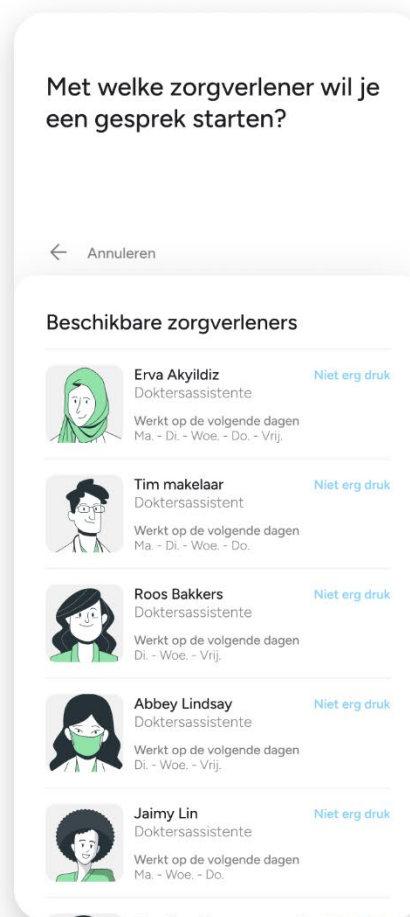 Met welke zorgverlener wil je
een gesprek starten?
Annuleren
Beschikbare zorgverleners
Erva Akyildiz
Niet erg druk
Doktersassistente
Werkt op de volgende dagen
Ma. - Di. - Woe. - Do. - Vrij.
Tim makelaar
Niet erg druk
Doktersassistent
Werkt op de volgende dagen
Ma. - Di. - Woe. - Do.
Roos Bakkers
Niet erg druk
Doktersassistente
Werkt op de volgende dagen
Di. - Woe. - Vrij.
Abbey Lindsay
Niet erg druk
Doktersassistente
Werkt op de volgende dagen
Di. - Woe. - Vrij.
Jaimy Lin
Niet erg druk
Doktersassistente
Werkt op de volgende dagen
Ma. - Woe. - Do.